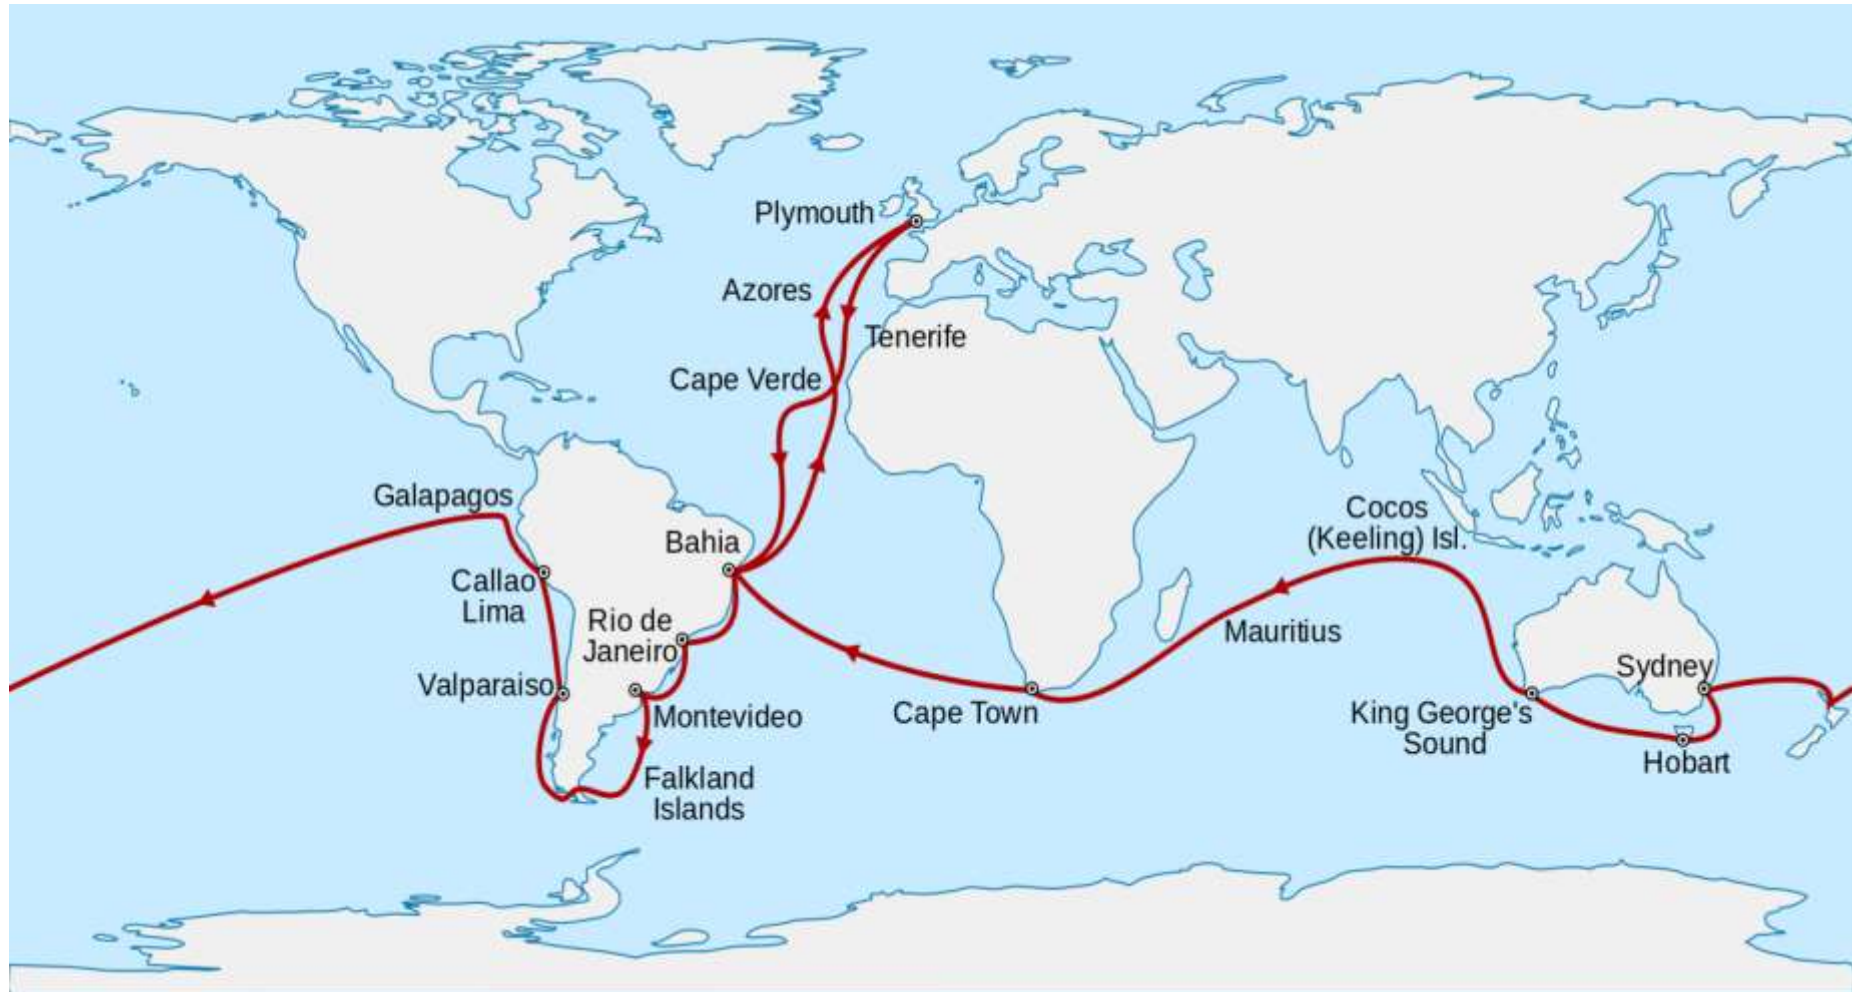 Plymouth
Azores
Tenerife
Cape Verde
Galapagos
Cocos
(Keeling) Isl.
Bahia
Callao
Lima
Rio de
Janeiro
Mauritius
Sydney
Valparaiso
Montevideo
Cape Town
King George's
Sound
Hobart
Falkland
Islands